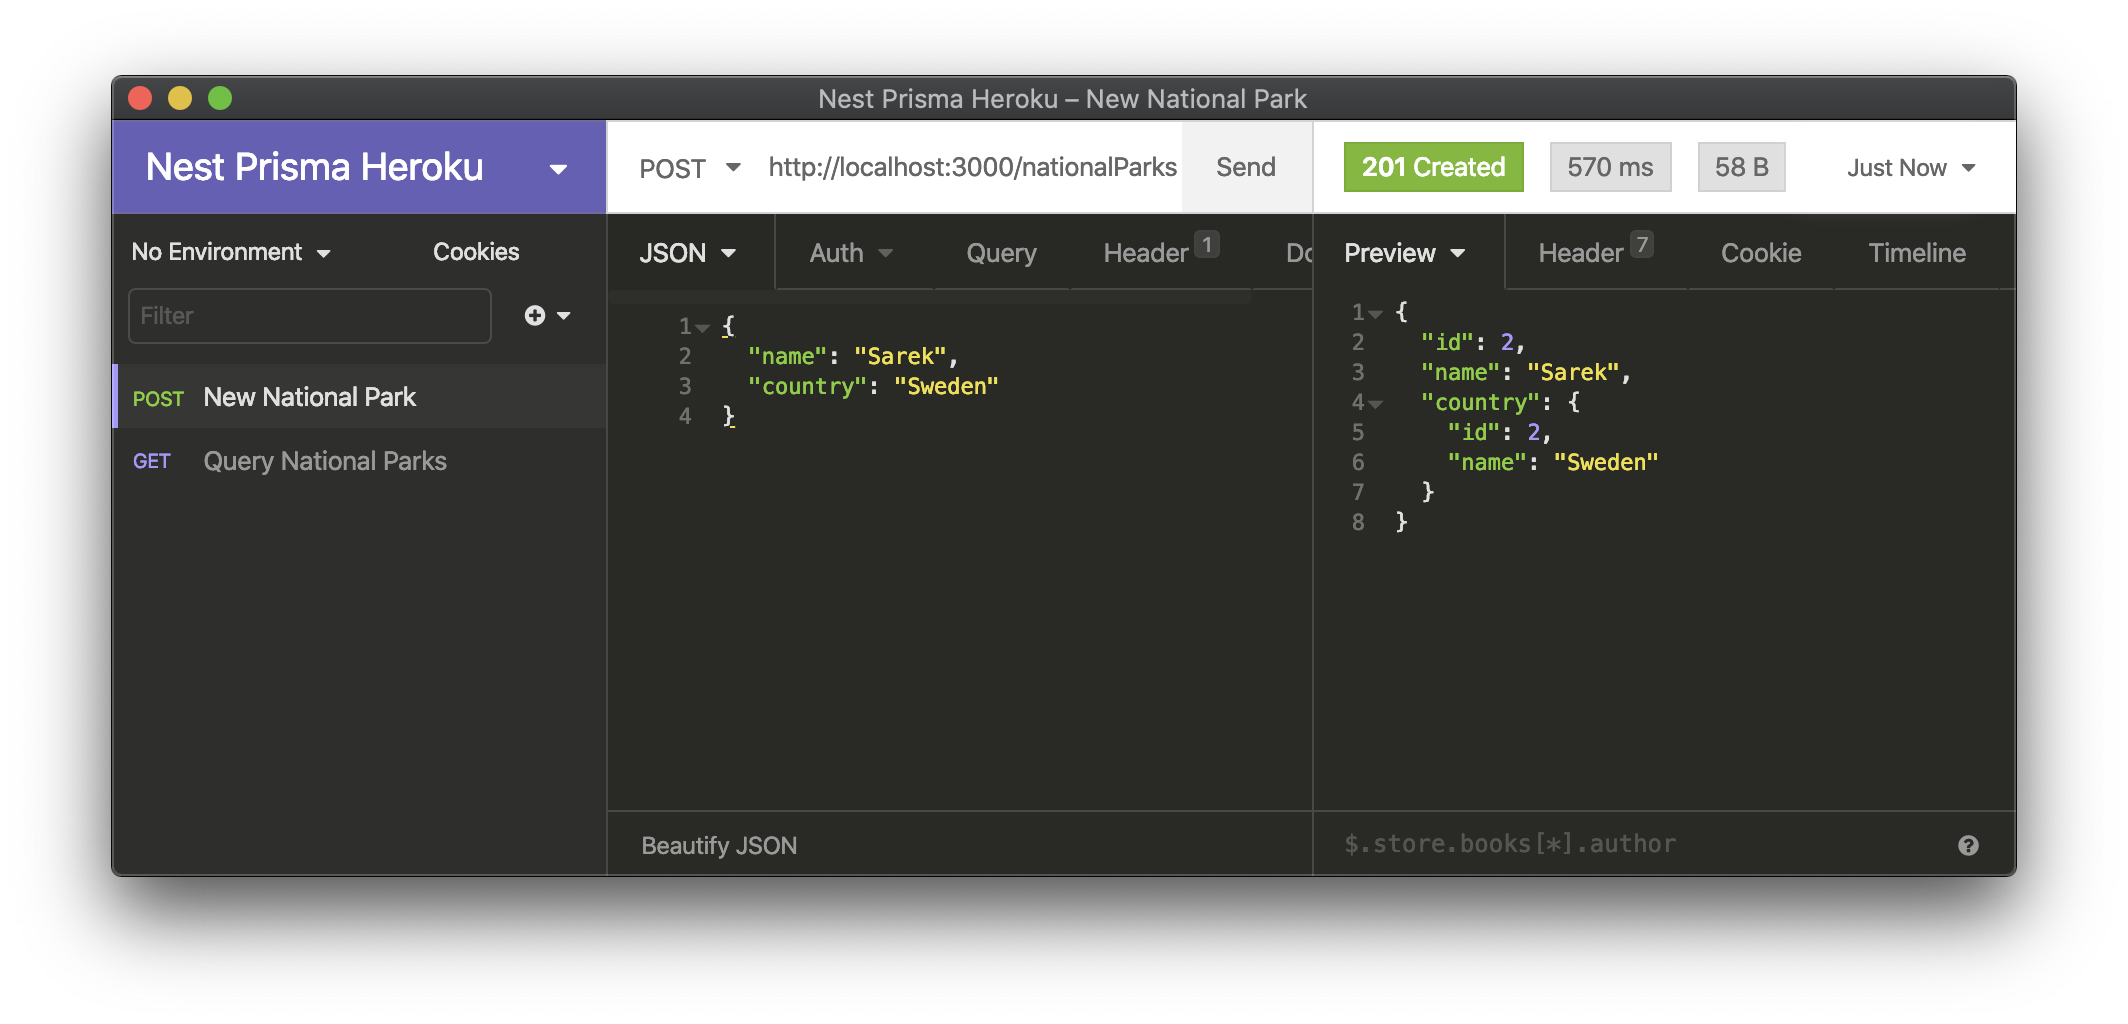 Nest Prisma Heroku – New National Park
Nest Prisma Heroku
POST http://localhost:3000/nationalParks Send
201 Created 570 ms 58 B Just Now
No Environment Cookies
Filter
POST New National Park
GET Query National Parks
JSON Auth Query Header 1
1 {
2 "name": "Sarek",
3 "country": "Sweden"
4 }
Beautify JSON
Preview Header 7 Cookie Timeline
1 {
2 "id": 2,
3 "name": "Sarek",
4 "country": {
5 "id": 2,
6 "name": "Sweden"
7 }
8 }
$.store.books[*].author